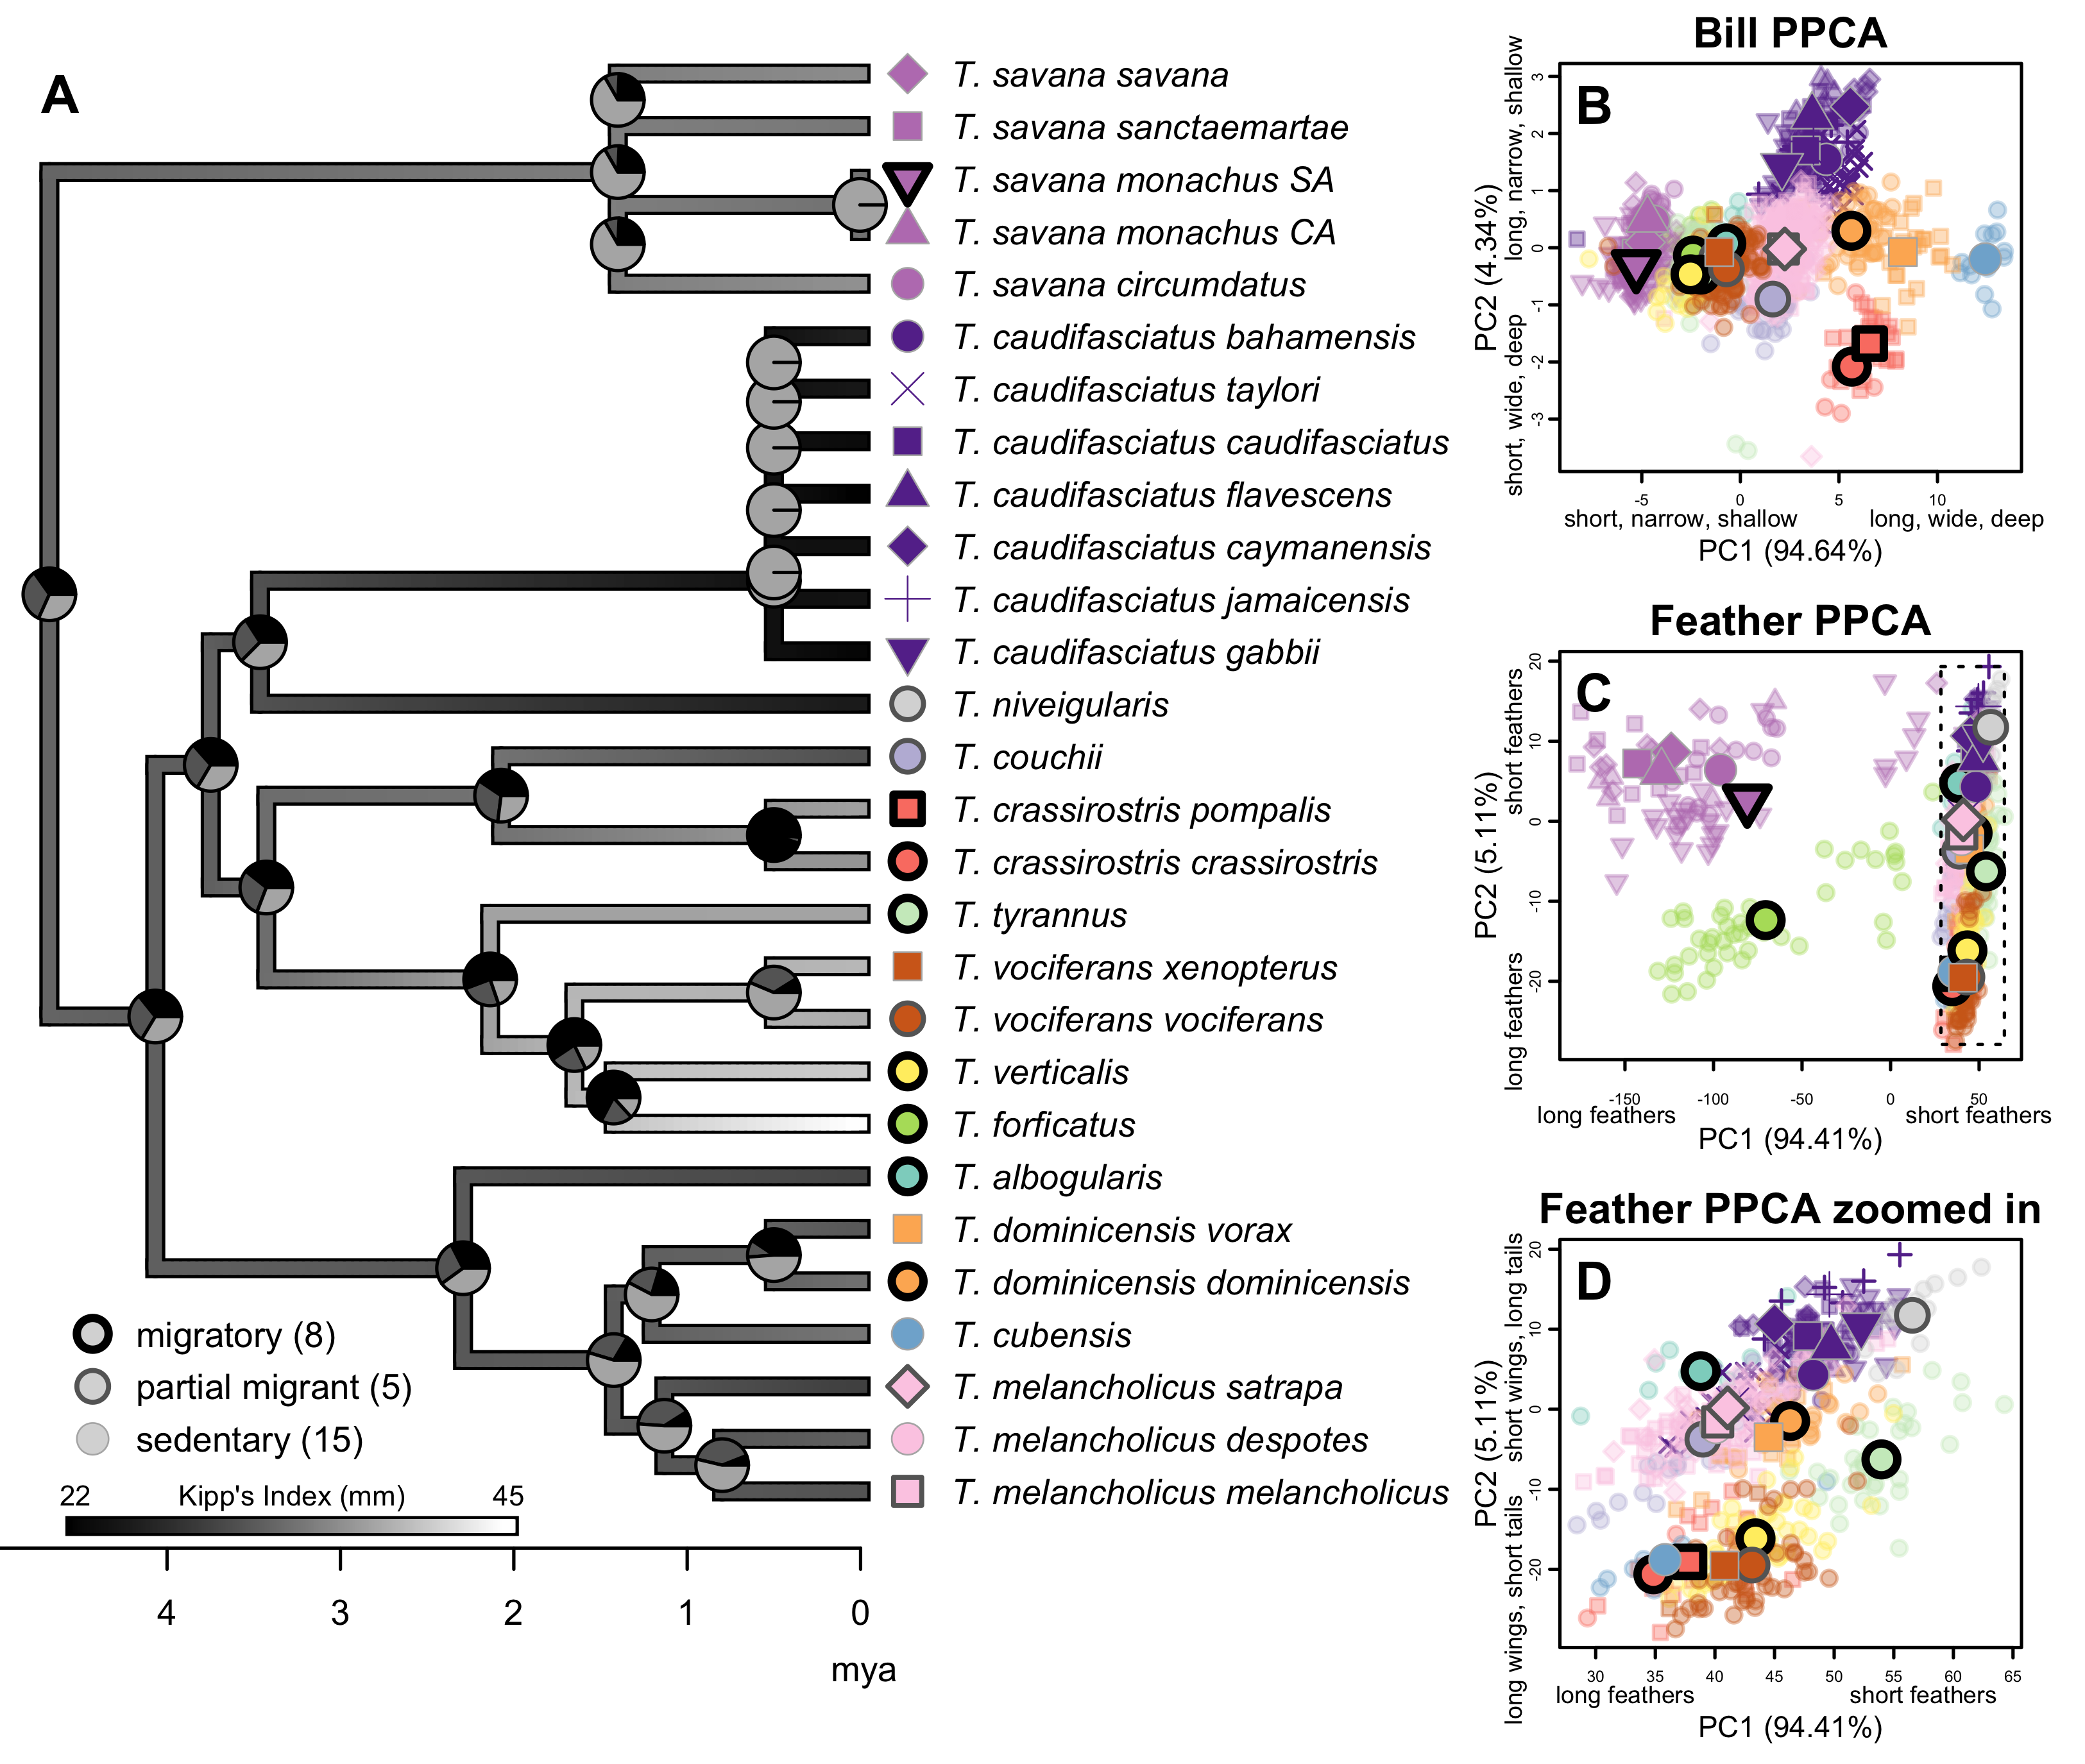 A
T. savana savana
T. savana sanctaemartae
T. savana monachus SA
T. savana monachus CA
T. savana circumdatus
T. caudifasciatus bahamensis
T. caudifasciatus taylori
T. caudifasciatus caudifasciatus
T. caudifasciatus flavescens
T. caudifasciatus caymanensis
T. caudifasciatus jamaicensis
T. caudifasciatus gabbii
T. niveigularis
T. couchii
T. crassirostris pompalis
T. crassirostris crassirostris
T. tyrannus
T. vociferans xenopterus
T. vociferans vociferans
T. verticalis
T. forficatus
T. albogularis
T. dominicensis vorax
T. dominicensis dominicensis
T. cubensis
T. melancholicus satrapa
T. melancholicus despotes
T. melancholicus melancholicus
migratory (8)
partial migrant (5)
sedentary (15)
22 Kipp's Index (mm) 45
4 3 2 1 0
mya
Bill PPCA
B
PC2 (4.34%)
short, wide, deep long, narrow, shallow
3
2
1
0
-1
-2
-3
-5 0 5 10
short, narrow, shallow long, wide, deep
PC1 (94.64%)
Feather PPCA
C
PC2 (5.11%)
long feathers short feathers
20
10
0
-10
-20
-150 -100 -50 0 50
long feathers short feathers
PC1 (94.41%)
Feather PPCA zoomed in
D
PC2 (5.11%)
long wings, short tails short wings, long tails
20
10
0
-10
-20
30 35 40 45 50 55 60 65
long feathers short feathers
PC1 (94.41%)